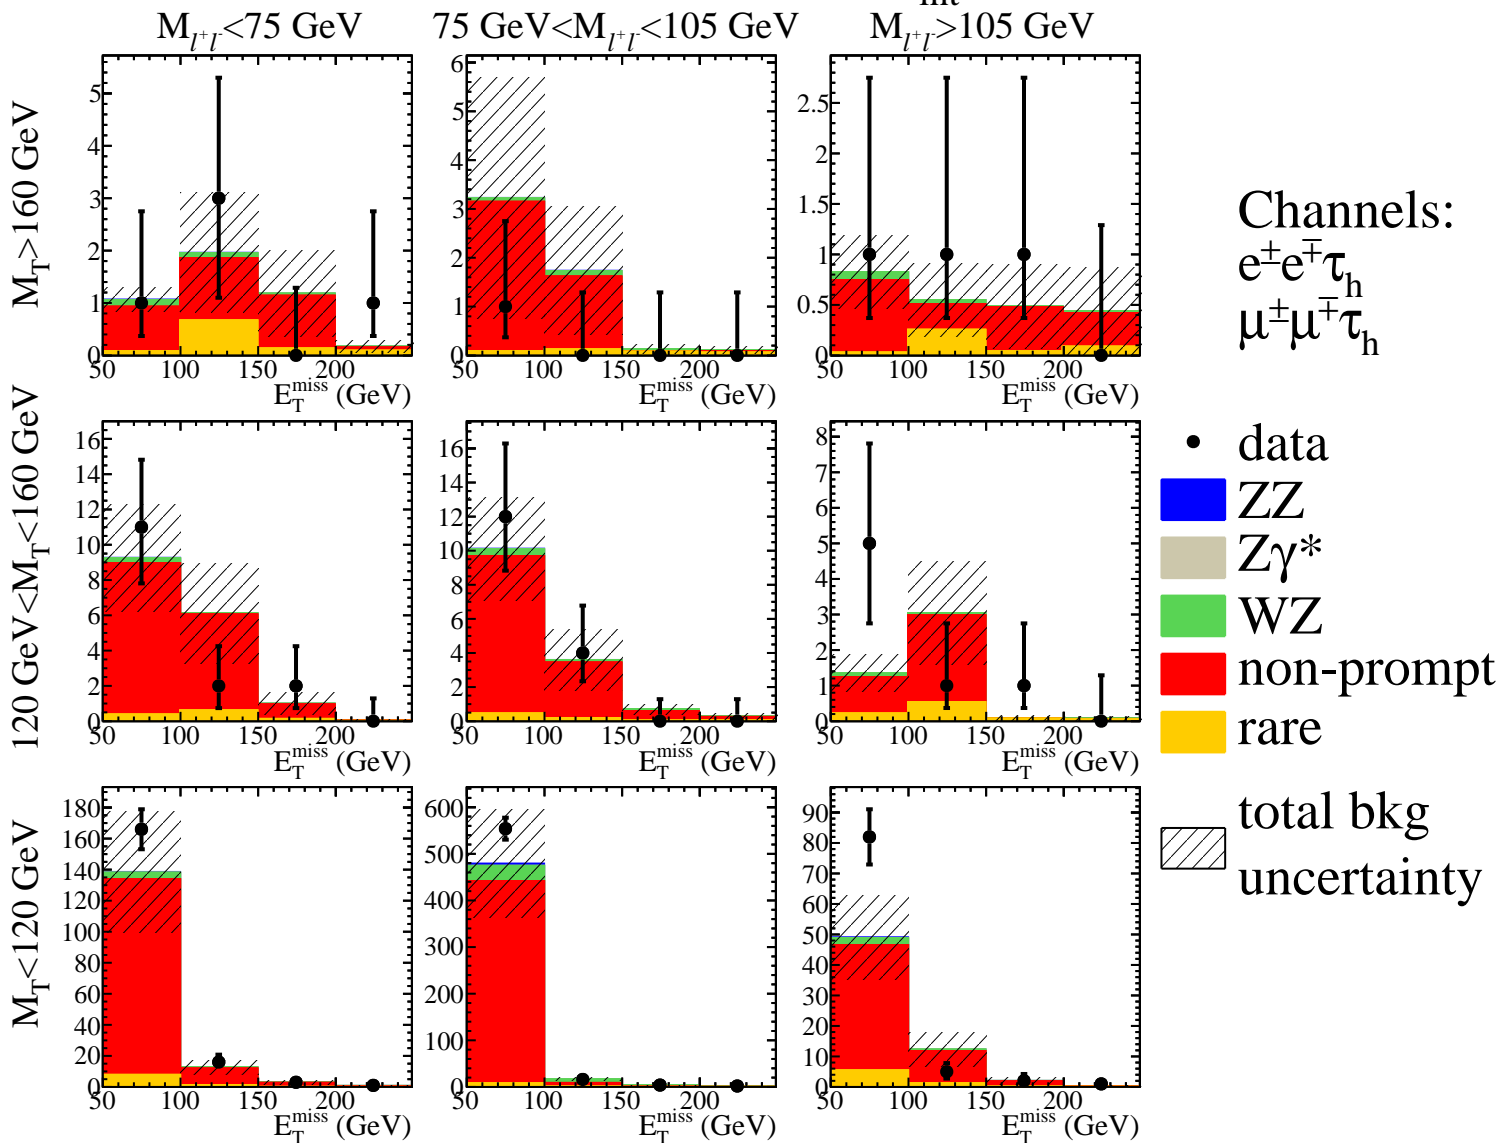 int
M_{l⁺l⁻}<75 GeV 75 GeV<M_{l⁺l⁻}<105 GeV M_{l⁺l⁻}>105 GeV
M_T>160 GeV
5
4
3
2
1
0
50 100 150 200
E_T^{miss} (GeV)
6
5
4
3
2
1
0
50 100 150 200
E_T^{miss} (GeV)
2.5
2
1.5
1
0.5
0
50 100 150 200
E_T^{miss} (GeV)
120 GeV<M_T<160 GeV
16
14
12
10
8
6
4
2
0
50 100 150 200
E_T^{miss} (GeV)
16
14
12
10
8
6
4
2
0
50 100 150 200
E_T^{miss} (GeV)
8
7
6
5
4
3
2
1
0
50 100 150 200
E_T^{miss} (GeV)
M_T<120 GeV
180
160
140
120
100
80
60
40
20
0
50 100 150 200
E_T^{miss} (GeV)
600
500
400
300
200
100
0
50 100 150 200
E_T^{miss} (GeV)
90
80
70
60
50
40
30
20
10
0
50 100 150 200
E_T^{miss} (GeV)
Channels:
e^±e^∓τ_h
μ^±μ^∓τ_h
data
ZZ
Zγ*
WZ
non-prompt
rare
total bkg
uncertainty